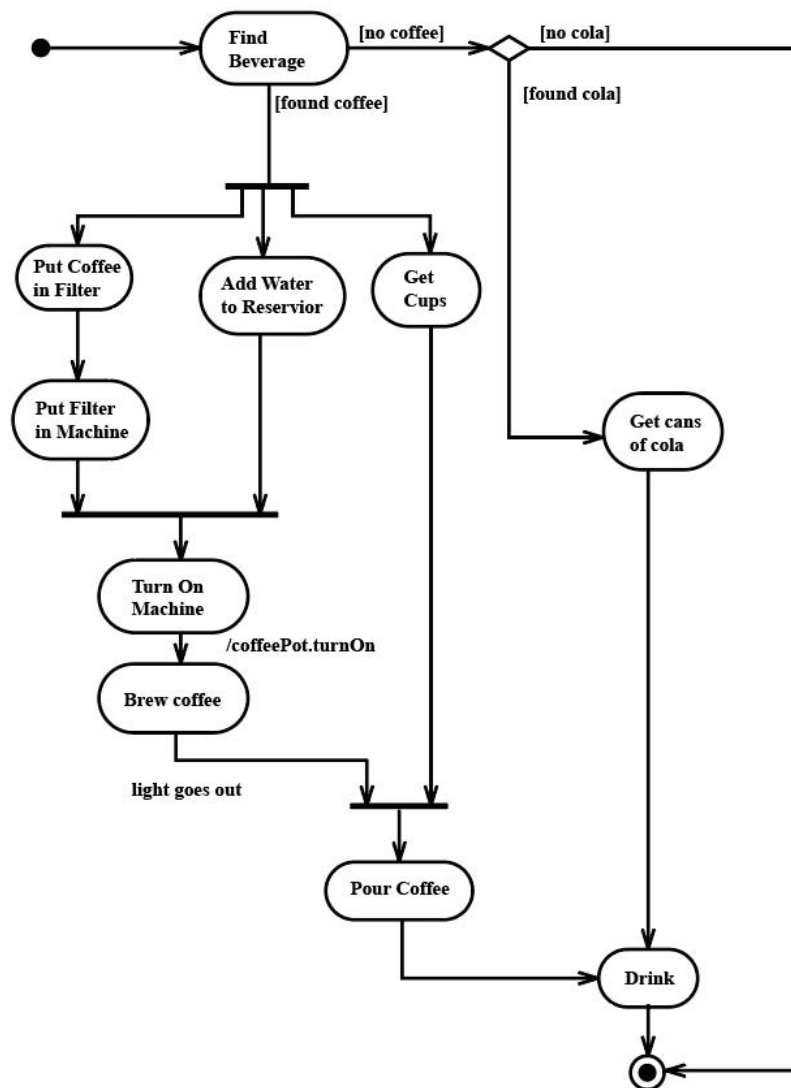 Find
Beverage
[no coffee]
[no cola]
[found coffee]
[found cola]
Put Coffee
in Filter
Add Water
to Reservior
Get
Cups
Put Filter
in Machine
Get cans
of cola
Turn On
Machine
/coffeePot.turnOn
Brew coffee
light goes out
Pour Coffee
Drink